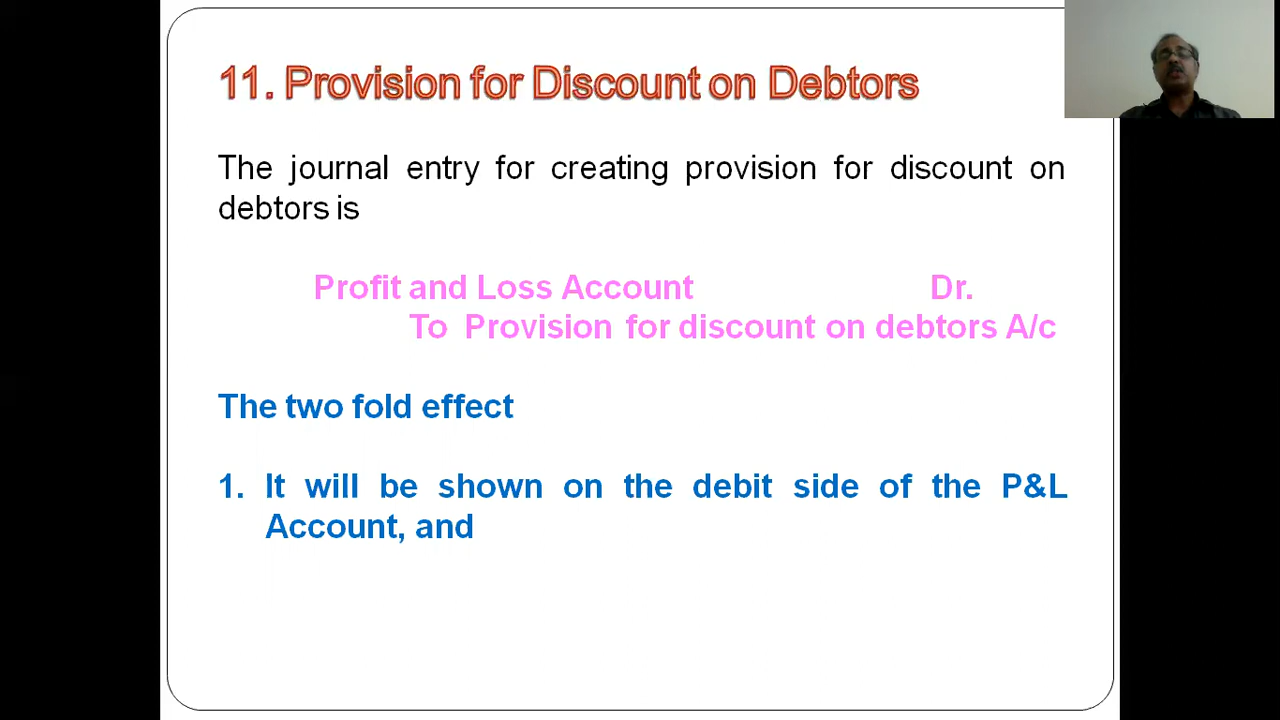 11. Provision for Discount on Debtors
The journal entry for creating provision for discount on
debtors is
Profit and Loss Account Dr.
To Provision for discount on debtors A/c
The two fold effect
1. It will be shown on the debit side of the P&L
Account, and